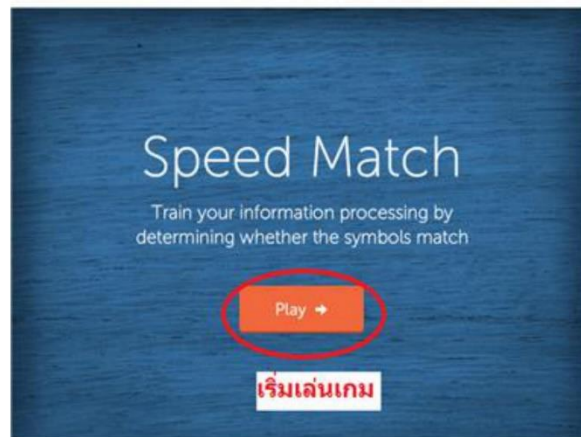 Speed Match
Train your information processing by
determining whether the symbols match
Play →
เริ่มเล่นเกม